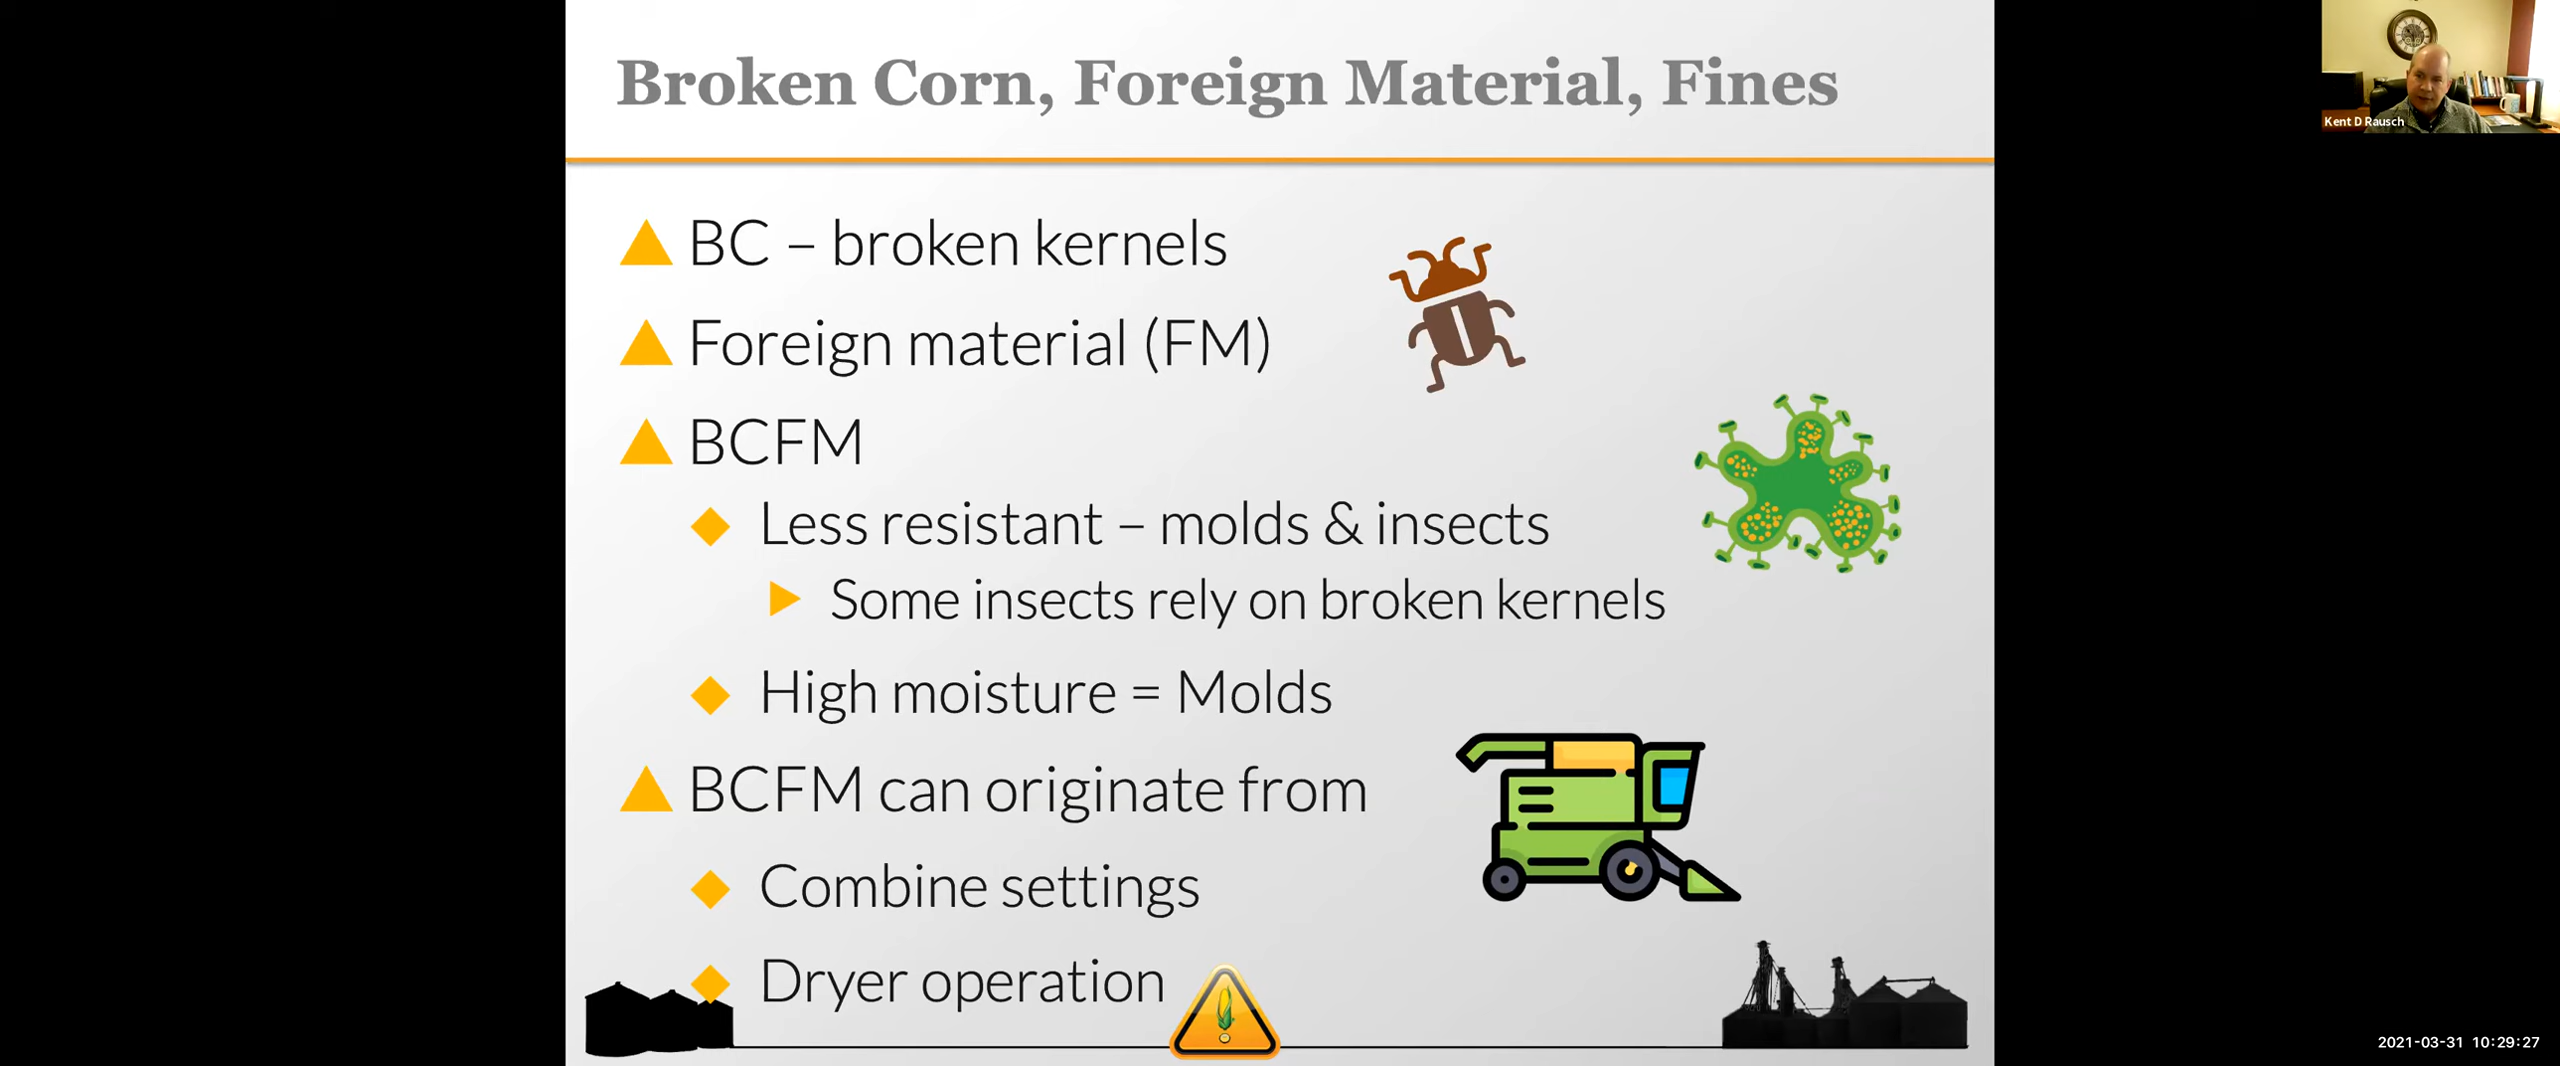 Broken Corn, Foreign Material, Fines
BC – broken kernels
Foreign material (FM)
BCFM
Less resistant – molds & insects
Some insects rely on broken kernels
High moisture = Molds
BCFM can originate from
Combine settings
Dryer operation
Kent D Rausch
2021-03-31 10:29:27